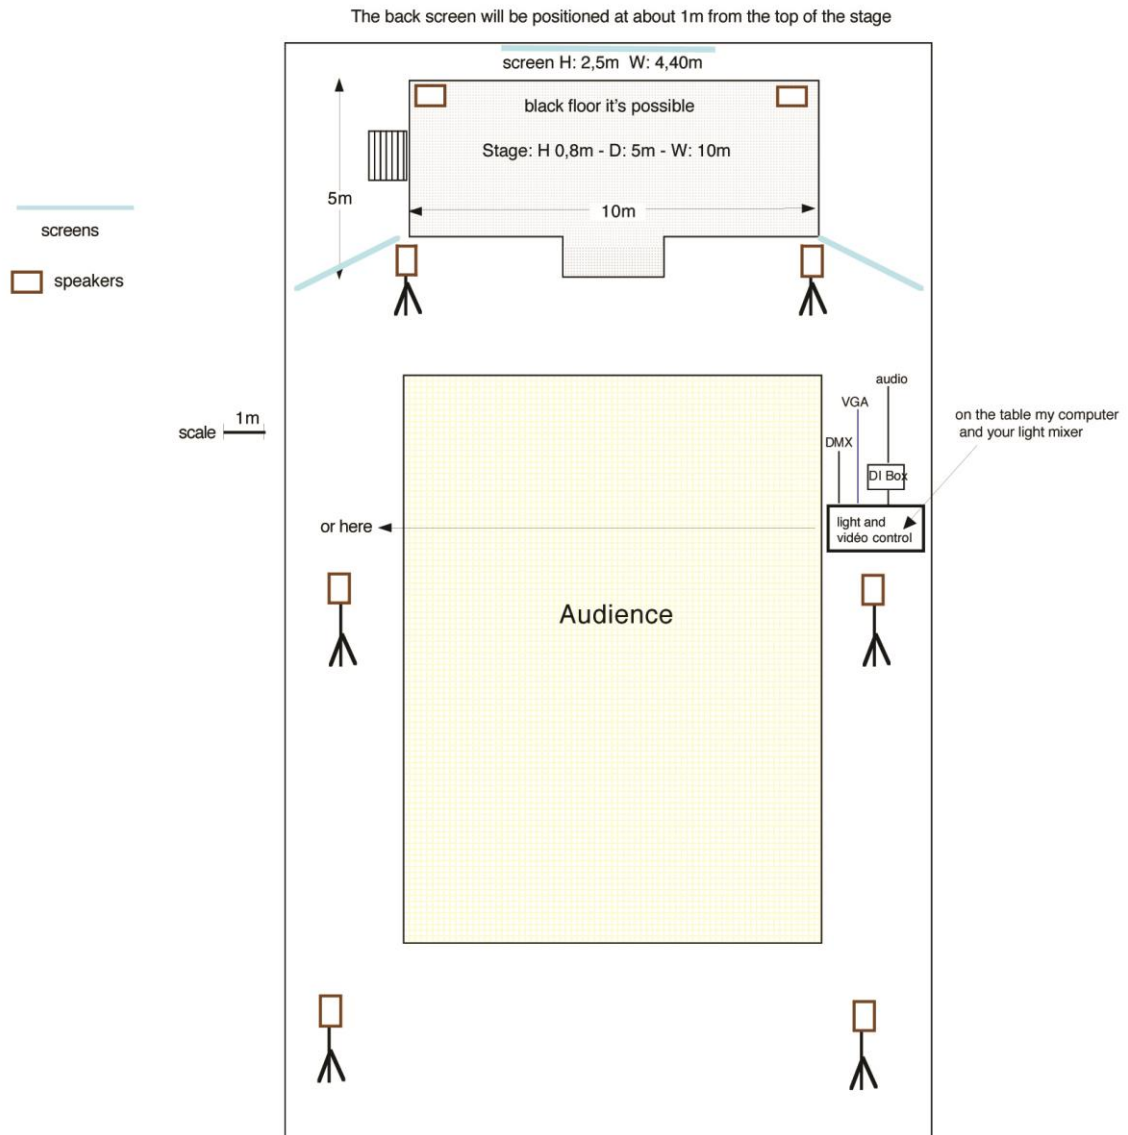 The back screen will be positioned at about 1m from the top of the stage
screen H: 2,5m W: 4,40m
black floor it's possible
Stage: H 0,8m - D: 5m - W: 10m
5m
10m
screens
speakers
scale
1m
audio
VGA
DMX
DI Box
on the table my computer
and your light mixer
light and
vidéo control
or here
Audience